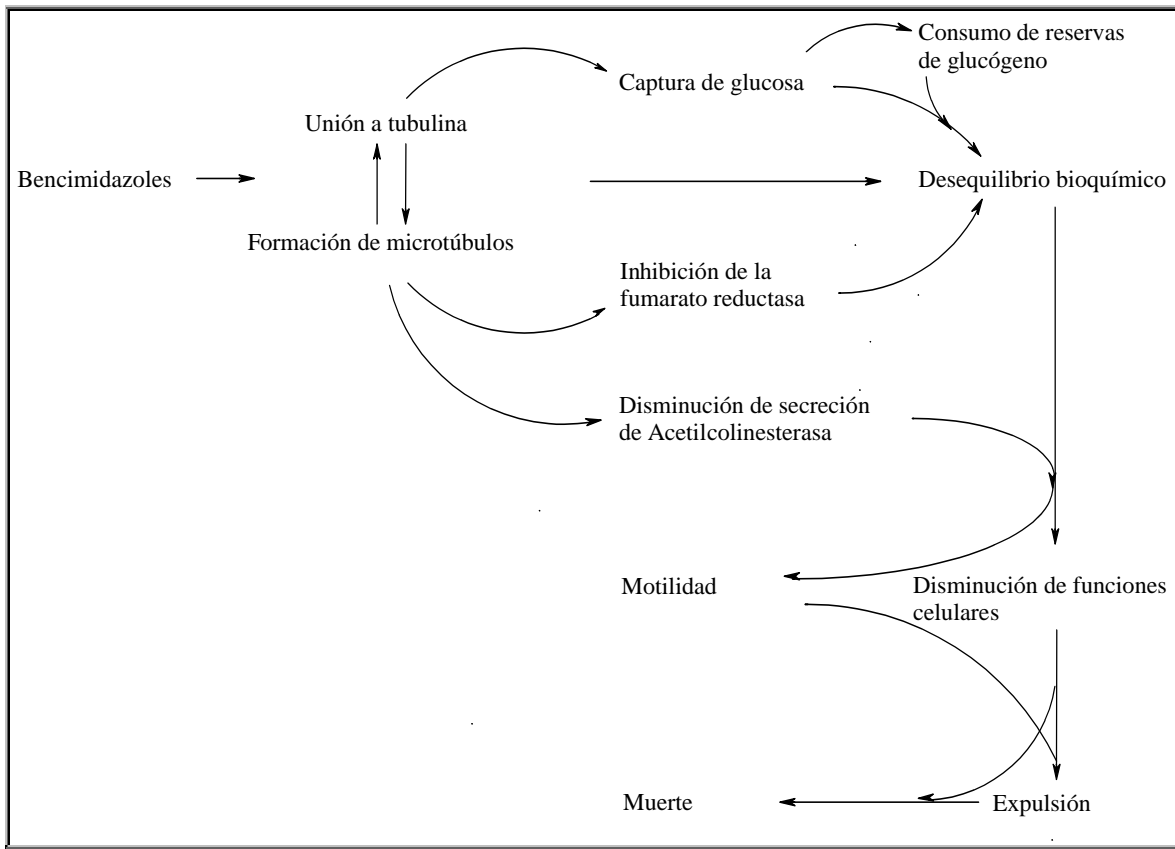 Consumo de reservas
de glucógeno
Captura de glucosa
Unión a tubulina
Bencimidazoles
Desequilibrio bioquímico
Formación de microtúbulos
Inhibición de la
fumarato reductasa
Disminución de secreción
de Acetilcolinesterasa
Motilidad
Disminución de funciones
celulares
Muerte
Expulsión